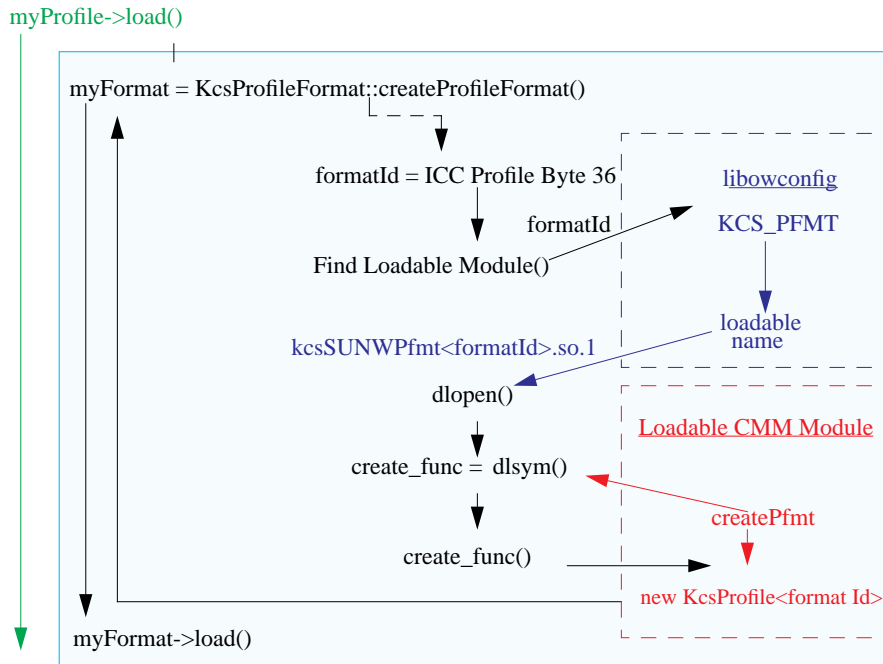 myProfile->load()
myFormat = KcsProfileFormat::createProfileFormat()
formatId = ICC Profile Byte 36
libowconfig
formatId
KCS_PFMT
Find Loadable Module()
loadable
name
kcsSUNWPfmt<formatId>.so.1
dlopen()
Loadable CMM Module
create_func = dlsym()
createPfmt
create_func()
new KcsProfile<format Id>
myFormat->load()